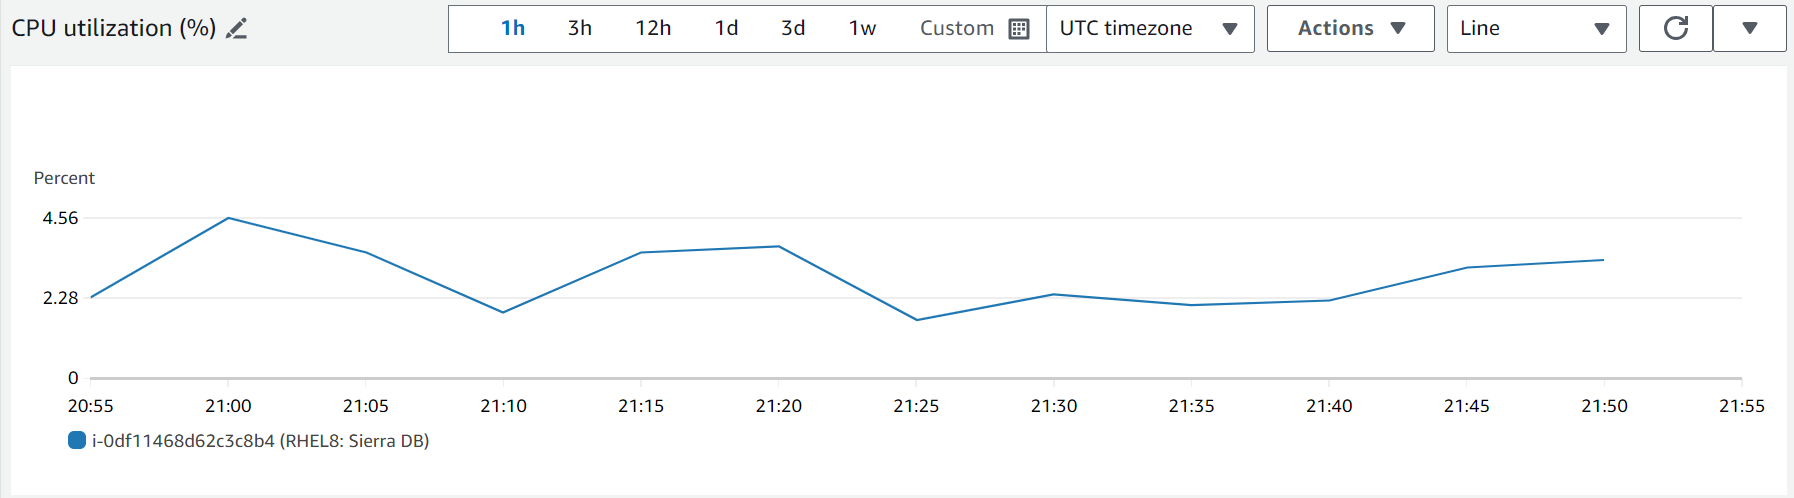 CPU utilization (%) 1h 3h 12h 1d 3d 1w Custom UTC timezone Actions Line
Percent
4.56
2.28
0
20:55 21:00 21:05 21:10 21:15 21:20 21:25 21:30 21:35 21:40 21:45 21:50 21:55
i-0df11468d62c3c8b4 (RHEL8: Sierra DB)